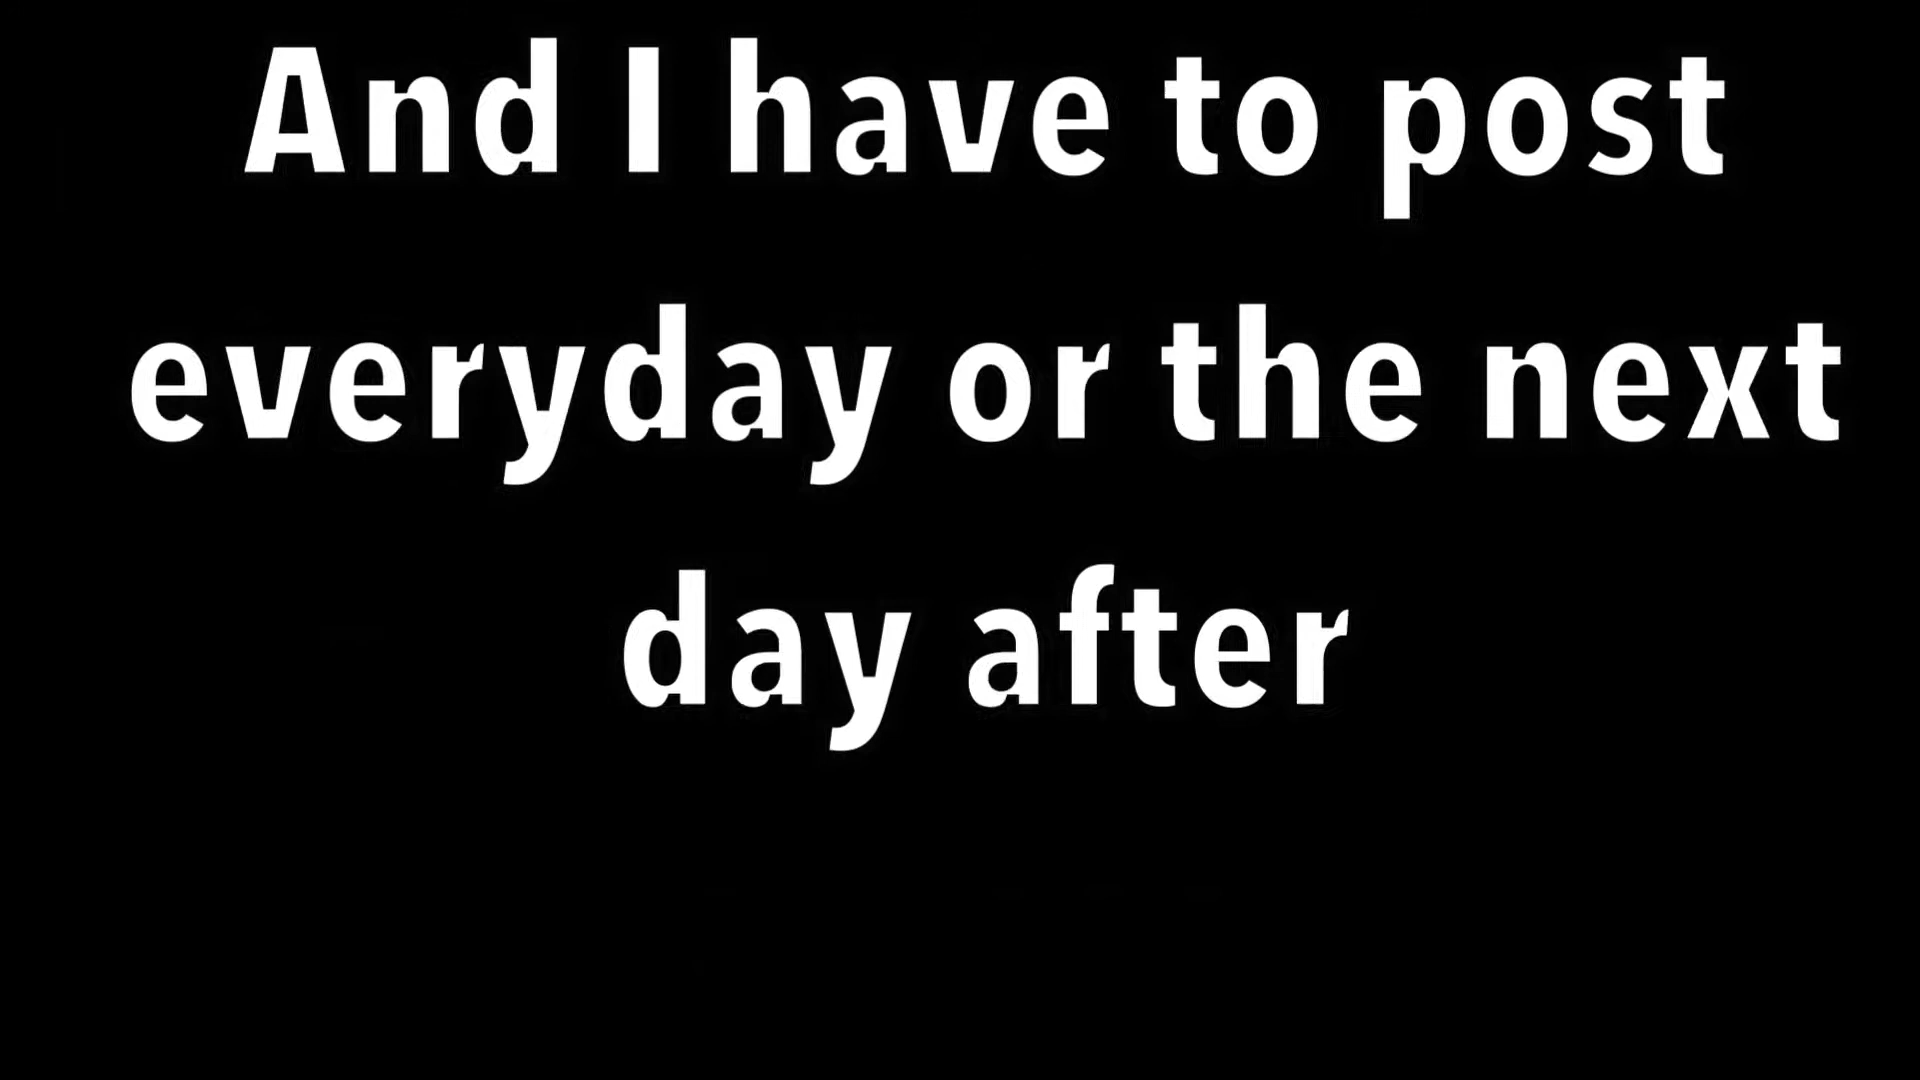 And I have to post
everyday or the next
day after